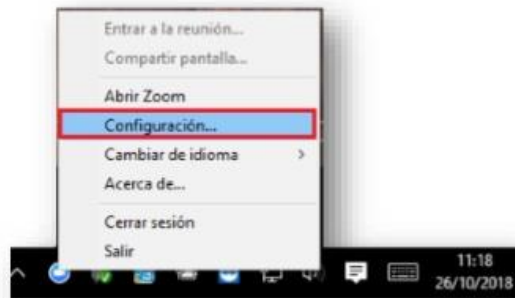 Entrar a la reunión...
Compartir pantalla...
Abrir Zoom
Configuración...
Cambiar de idioma
Acerca de...
Cerrar sesión
Salir
11:18
26/10/2018